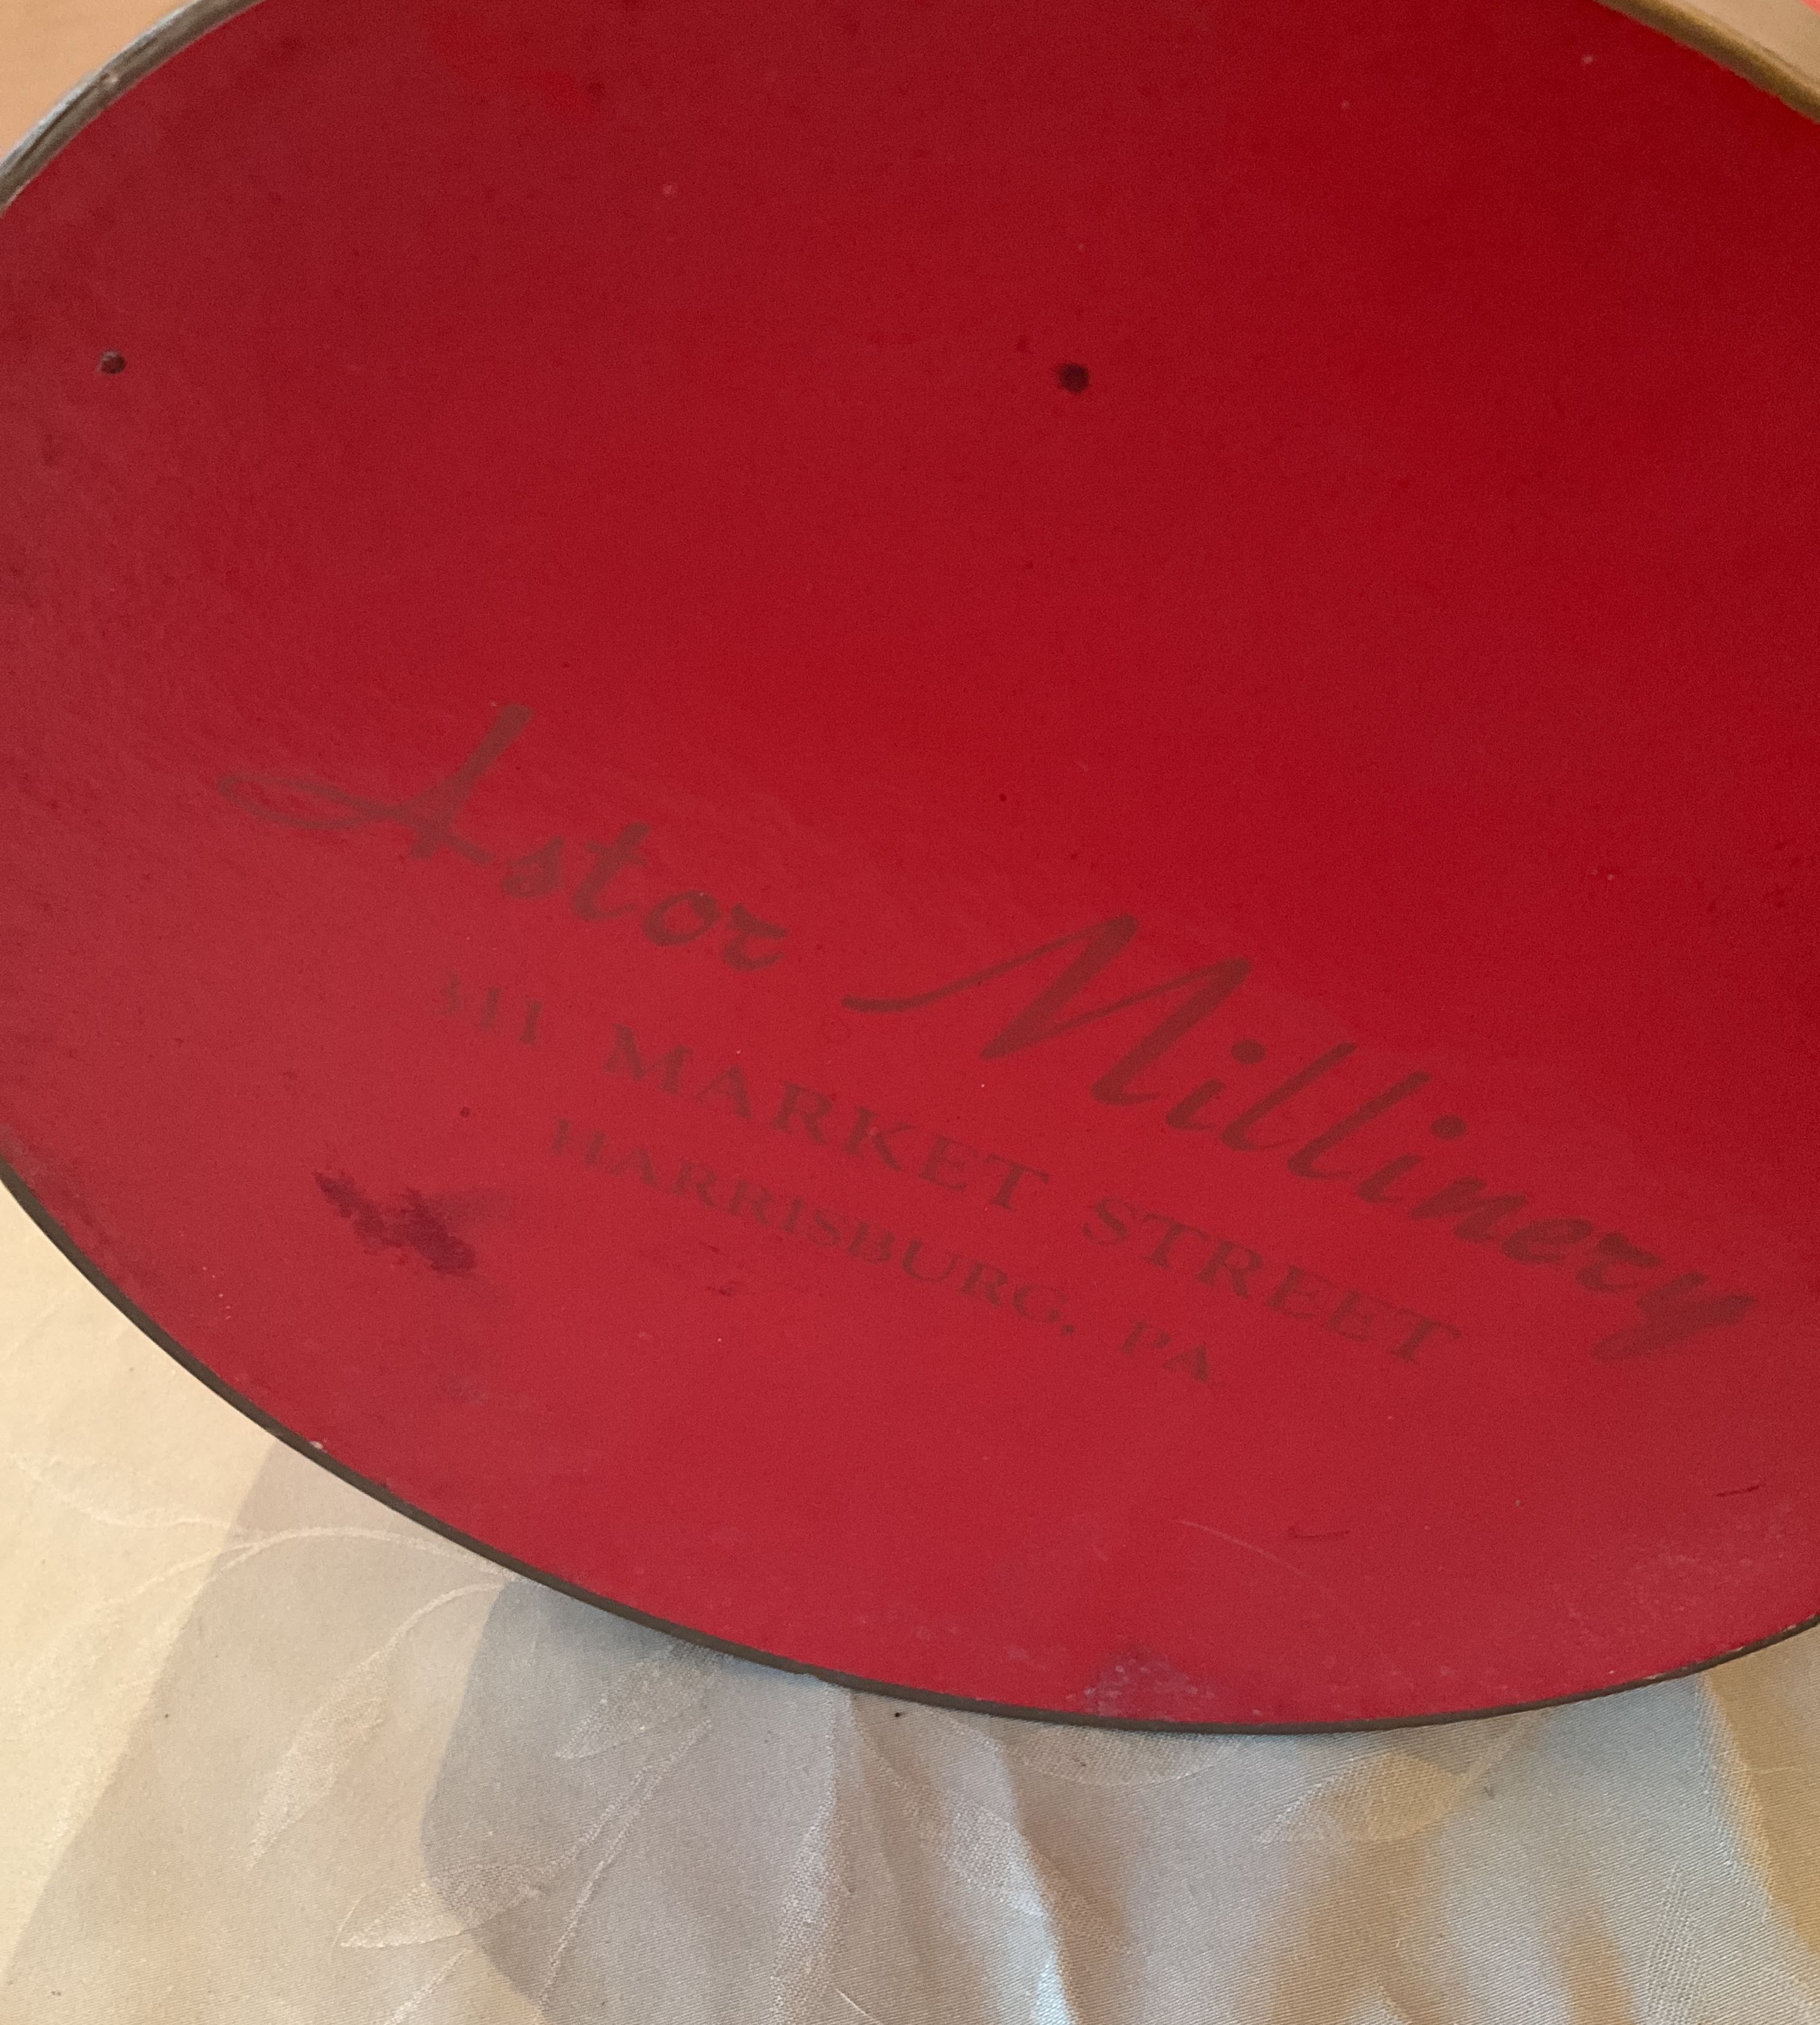 Astor Millinery
311 MARKET STREET
HARRISBURG, PA